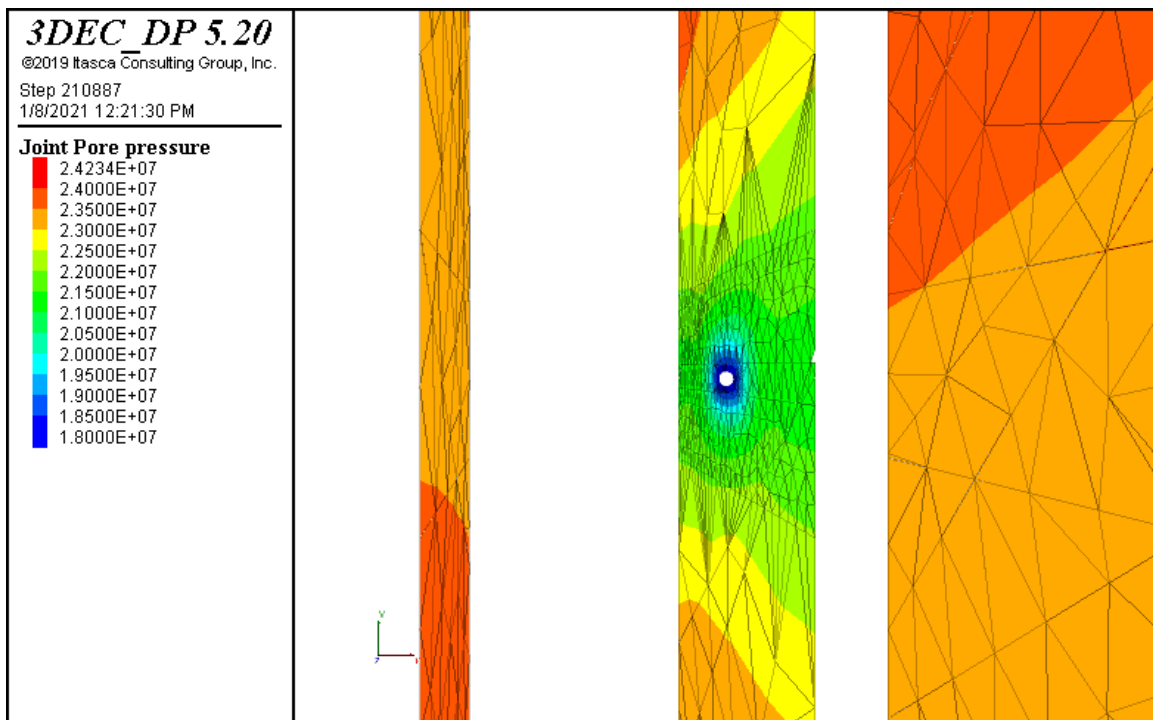 3DEC_DP 5.20
©2019 Itasca Consulting Group, Inc.
Step 210887
1/8/2021 12:21:30 PM
Joint Pore pressure
2.4234E+07
2.4000E+07
2.3500E+07
2.3000E+07
2.2500E+07
2.2000E+07
2.1500E+07
2.1000E+07
2.0500E+07
2.0000E+07
1.9500E+07
1.9000E+07
1.8500E+07
1.8000E+07
Y
Z